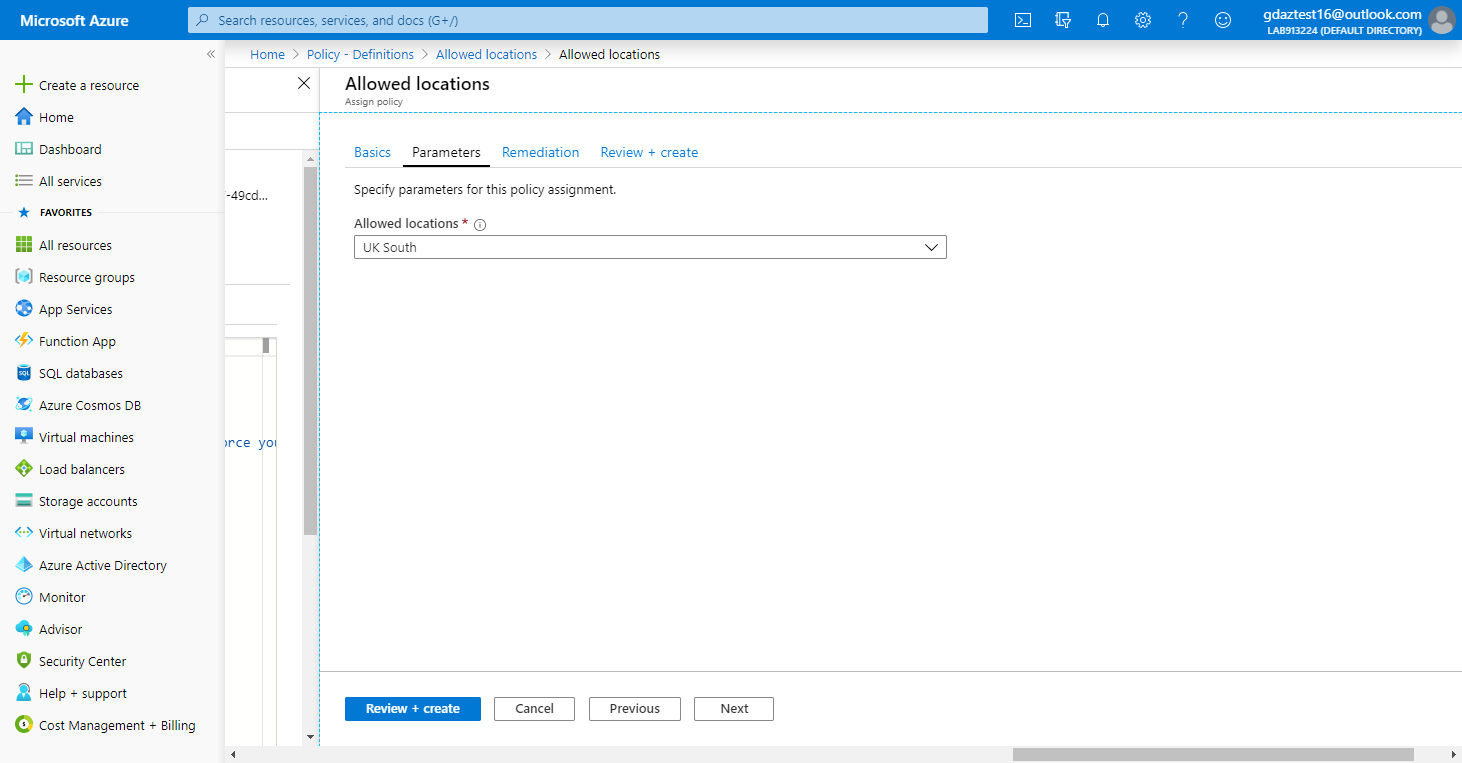 Microsoft Azure
Search resources, services, and docs (G+/)
gdaztest16@outlook.com
LAB913224 (DEFAULT DIRECTORY)
Home > Policy - Definitions > Allowed locations > Allowed locations
Create a resource
Home
Dashboard
All services
FAVORITES
All resources
Resource groups
App Services
Function App
SQL databases
Azure Cosmos DB
Virtual machines
Load balancers
Storage accounts
Virtual networks
Azure Active Directory
Monitor
Advisor
Security Center
Help + support
Cost Management + Billing
-49cd...
orce you
Allowed locations
Assign policy
Basics Parameters Remediation Review + create
Specify parameters for this policy assignment.
Allowed locations *
UK South
Review + create Cancel Previous Next